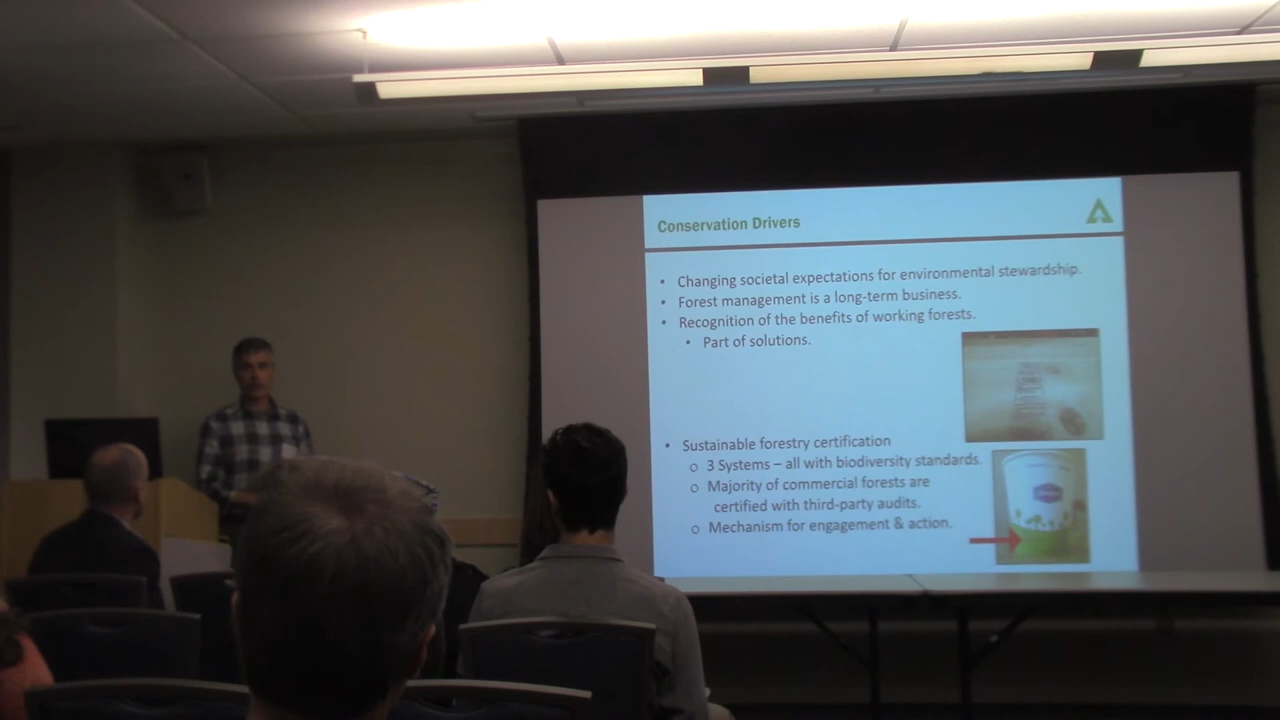 Conservation Drivers
• Changing societal expectations for environmental stewardship.
• Forest management is a long-term business.
• Recognition of the benefits of working forests.
• Part of solutions.
• Sustainable forestry certification
o 3 Systems – all with biodiversity standards.
o Majority of commercial forests are
certified with third-party audits.
o Mechanism for engagement & action.